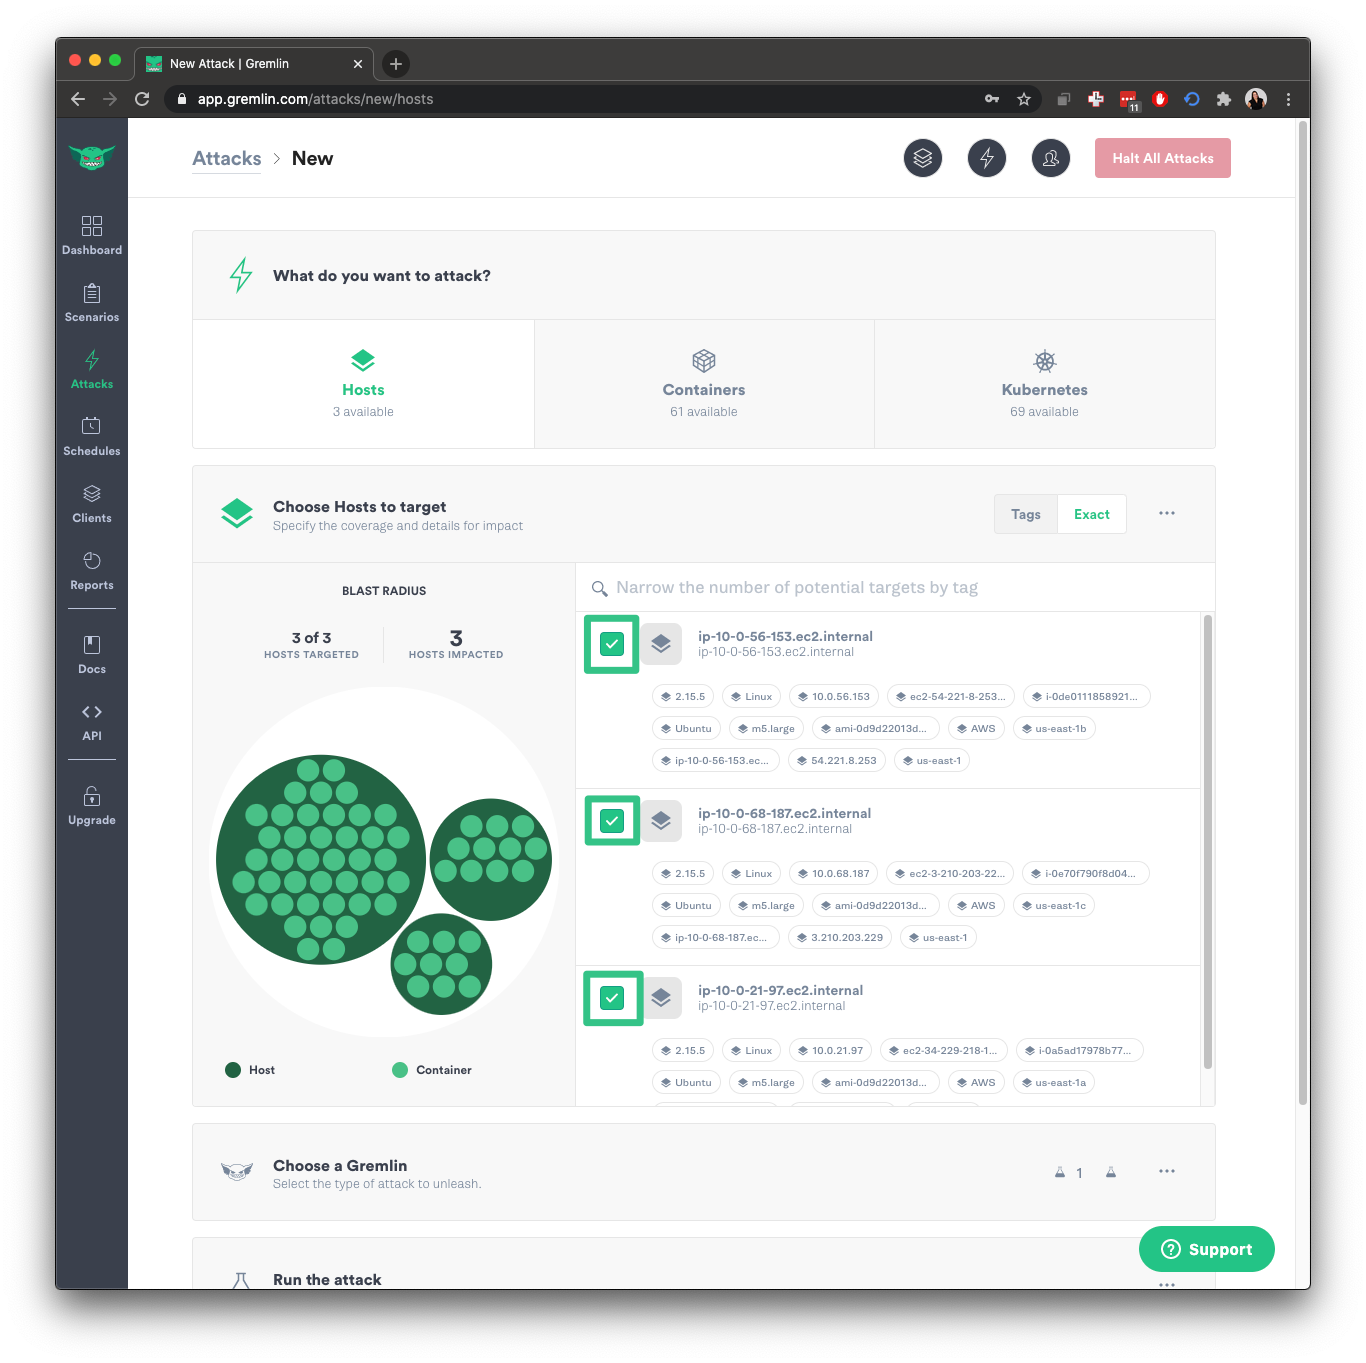 New Attack | Gremlin
app.gremlin.com/attacks/new/hosts
11
Attacks > New
Halt All Attacks
Dashboard
Scenarios
Attacks
Schedules
Clients
Reports
Docs
API
Upgrade
What do you want to attack?
Hosts
3 available
Containers
61 available
Kubernetes
69 available
Choose Hosts to target
Specify the coverage and details for impact
Tags
Exact
BLAST RADIUS
3 of 3
HOSTS TARGETED
3
HOSTS IMPACTED
Host
Container
Narrow the number of potential targets by tag
ip-10-0-56-153.ec2.internal
ip-10-0-56-153.ec2.internal
2.15.5 Linux 10.0.56.153 ec2-54-221-8-253... i-0de0111858921...
Ubuntu m5.large ami-0d9d22013d... AWS us-east-1b
ip-10-0-56-153.ec... 54.221.8.253 us-east-1
ip-10-0-68-187.ec2.internal
ip-10-0-68-187.ec2.internal
2.15.5 Linux 10.0.68.187 ec2-3-210-203-22... i-0e70f790f8d04...
Ubuntu m5.large ami-0d9d22013d... AWS us-east-1c
ip-10-0-68-187.ec... 3.210.203.229 us-east-1
ip-10-0-21-97.ec2.internal
ip-10-0-21-97.ec2.internal
2.15.5 Linux 10.0.21.97 ec2-34-229-218-1... i-0a5ad17978b77...
Ubuntu m5.large ami-0d9d22013d... AWS us-east-1a
Choose a Gremlin
Select the type of attack to unleash.
1
Run the attack
Support